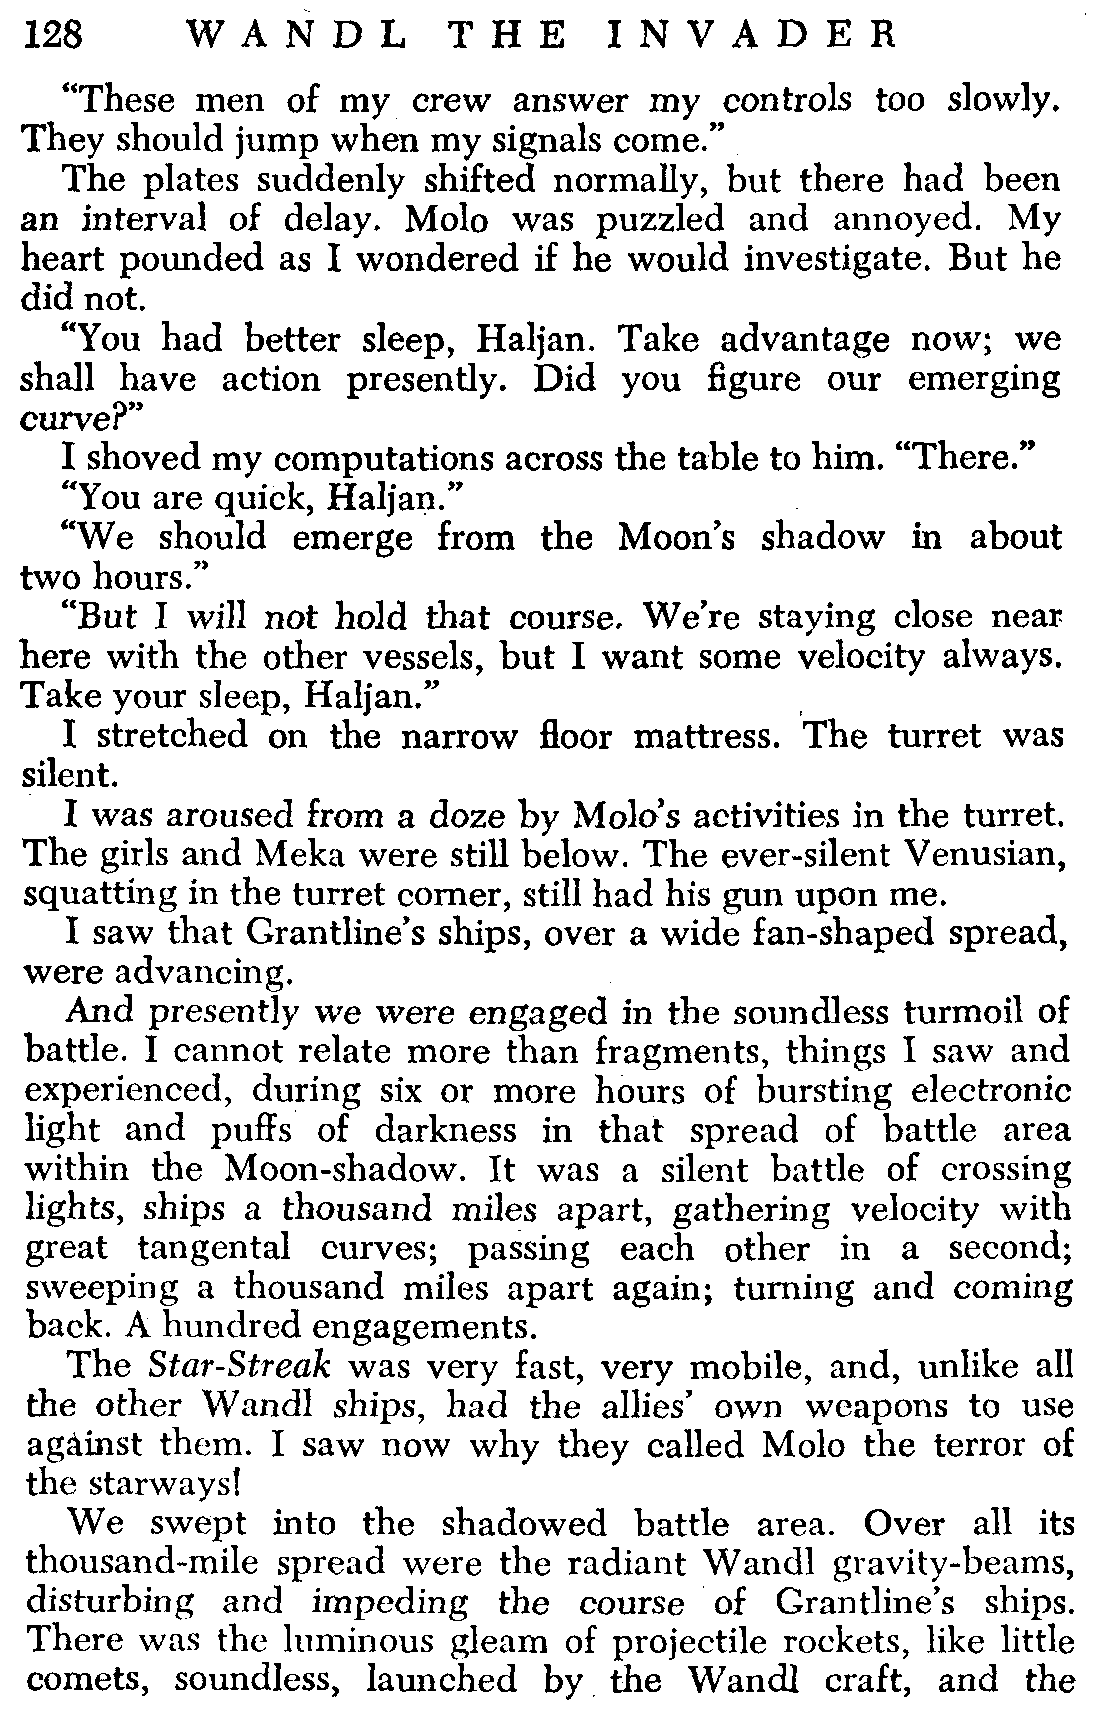 128 WANDL THE INVADER
“These men of my crew answer my controls too slowly.
They should jump when my signals come.”
The plates suddenly shifted normally, but there had been
an interval of delay. Molo was puzzled and annoyed. My
heart pounded as I wondered if he would investigate. But he
did not.
“You had better sleep, Haljan. Take advantage now; we
shall have action presently. Did you figure our emerging
curve?”
I shoved my computations across the table to him. “There.”
“You are quick, Haljan.”
“We should emerge from the Moon’s shadow in about
two hours.”
“But I will not hold that course. We’re staying close near
here with the other vessels, but I want some velocity always.
Take your sleep, Haljan.”
I stretched on the narrow floor mattress. The turret was
silent.
I was aroused from a doze by Molo’s activities in the turret.
The girls and Meka were still below. The ever-silent Venusian,
squatting in the turret corner, still had his gun upon me.
I saw that Grantline’s ships, over a wide fan-shaped spread,
were advancing.
And presently we were engaged in the soundless turmoil of
battle. I cannot relate more than fragments, things I saw and
experienced, during six or more hours of bursting electronic
light and puffs of darkness in that spread of battle area
within the Moon-shadow. It was a silent battle of crossing
lights, ships a thousand miles apart, gathering velocity with
great tangental curves; passing each other in a second;
sweeping a thousand miles apart again; turning and coming
back. A hundred engagements.
The Star-Streak was very fast, very mobile, and, unlike all
the other Wandl ships, had the allies’ own weapons to use
against them. I saw now why they called Molo the terror of
the starways!
We swept into the shadowed battle area. Over all its
thousand-mile spread were the radiant Wandl gravity-beams,
disturbing and impeding the course of Grantline’s ships.
There was the luminous gleam of projectile rockets, like little
comets, soundless, launched by the Wandl craft, and the